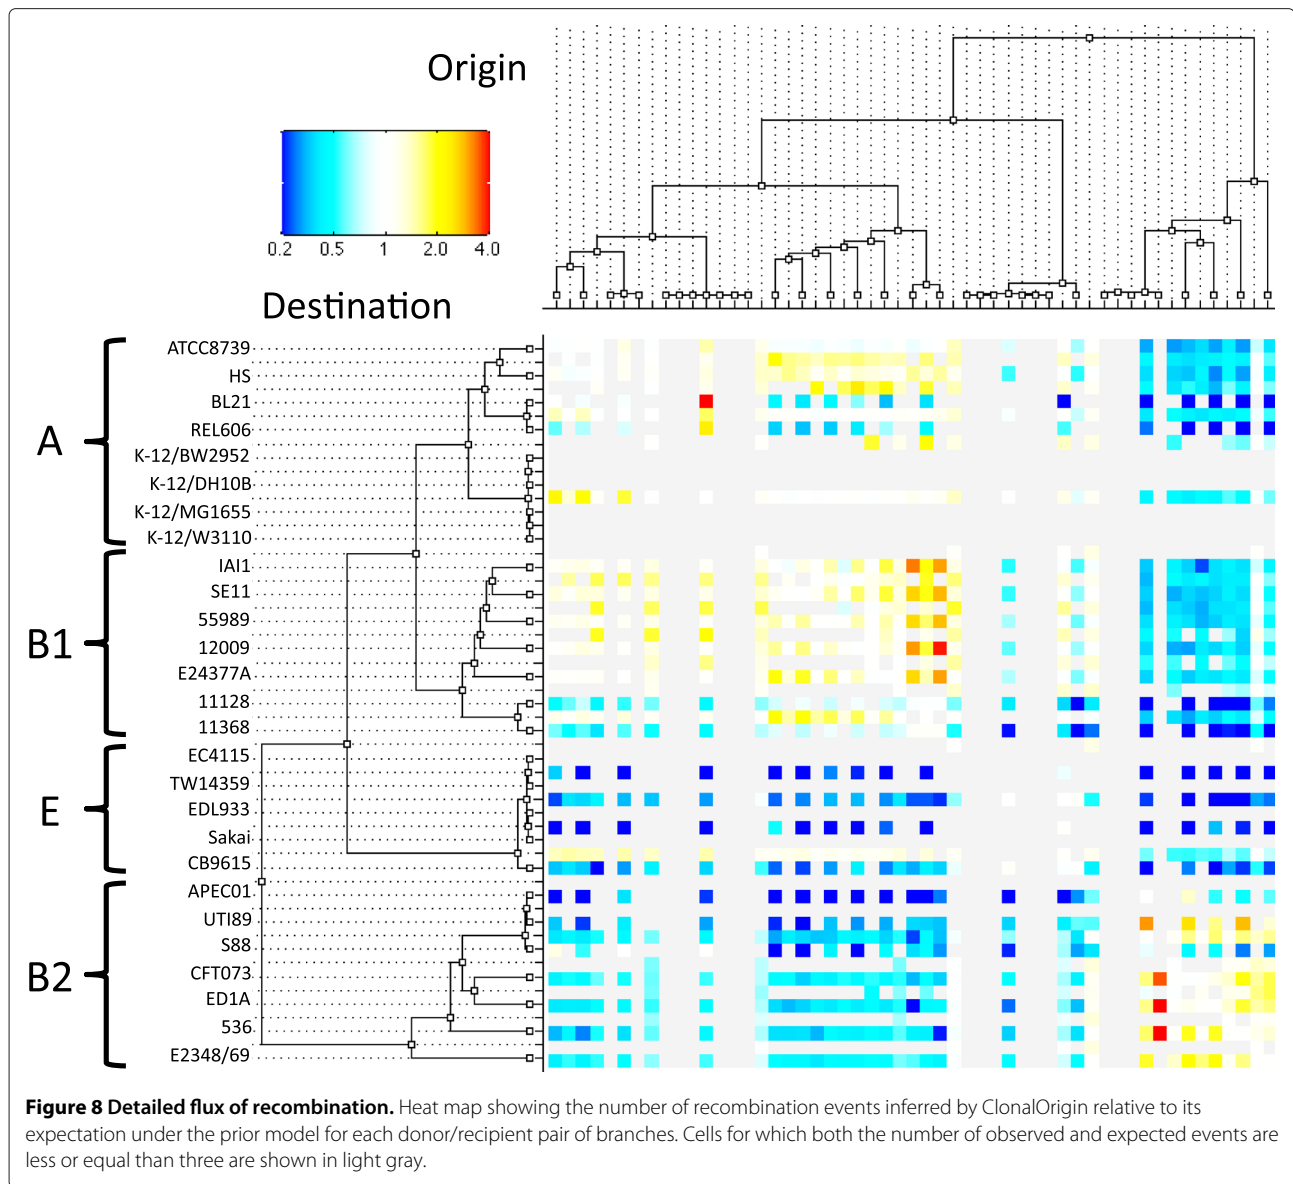 Origin
0.2 0.5 1 2.0 4.0
Destination
A
ATCC8739
HS
BL21
REL606
K-12/BW2952
K-12/DH10B
K-12/MG1655
K-12/W3110
B1
IAI1
SE11
55989
12009
E24377A
11128
11368
E
EC4115
TW14359
EDL933
Sakai
CB9615
B2
APEC01
UTI89
S88
CFT073
ED1A
536
E2348/69
Figure 8 Detailed flux of recombination. Heat map showing the number of recombination events inferred by ClonalOrigin relative to its
expectation under the prior model for each donor/recipient pair of branches. Cells for which both the number of observed and expected events are
less or equal than three are shown in light gray.